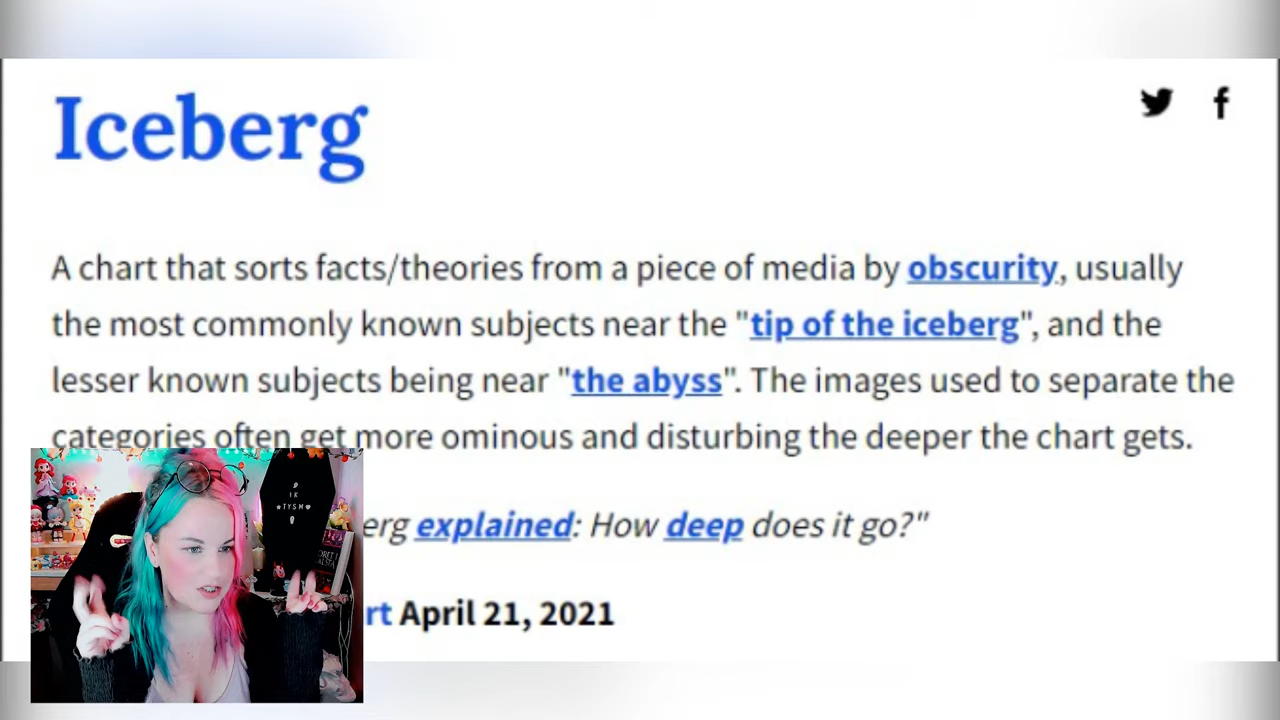 Iceberg
A chart that sorts facts/theories from a piece of media by obscurity, usually
the most commonly known subjects near the "tip of the iceberg", and the
lesser known subjects being near "the abyss". The images used to separate the
categories often get more ominous and disturbing the deeper the chart gets.
erg explained: How deep does it go?"
rt April 21, 2021
IK
TYSM